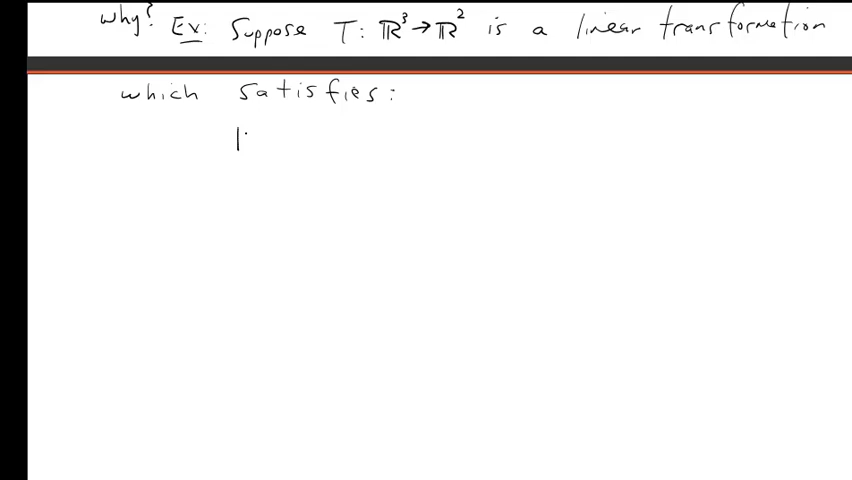 why? Ex: Suppose T: ℝ³→ℝ² is a linear transformation
which satisfies: